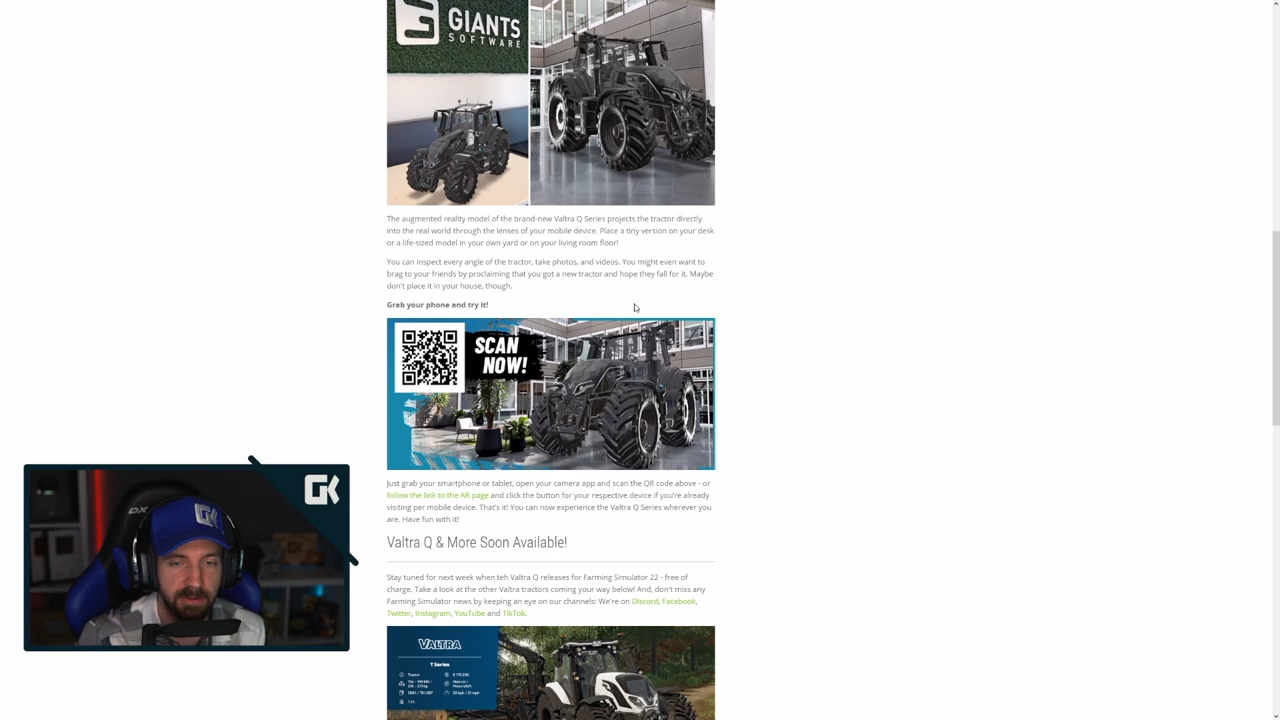 GIANTS
SOFTWARE
The augmented reality model of the brand-new Valtra Q Series projects the tractor directly
into the real world through the lenses of your mobile device. Place a tiny version on your desk
or a life-sized model in your own yard or on your living room floor!
You can inspect every angle of the tractor, take photos, and videos. You might even want to
brag to your friends by proclaiming that you got a new tractor and hope they fall for it. Maybe
don't place it in your house, though.
Grab your phone and try it!
SCAN
NOW!
Just grab your smartphone or tablet, open your camera app and scan the QR code above - or
follow the link to the AR page and click the button for your respective device if you're already
visiting per mobile device. That's it! You can now experience the Valtra Q Series wherever you
are. Have fun with it!
GK
DX
GK
Valtra Q & More Soon Available!
Stay tuned for next week when teh Valtra Q releases for Farming Simulator 22 - free of
charge. Take a look at the other Valtra tractors coming your way below! And, don't miss any
Farming Simulator news by keeping an eye on our channels: We're on Discord, Facebook,
Twitter, Instagram, YouTube and TikTok.
VALTRA
T Series
Tractor